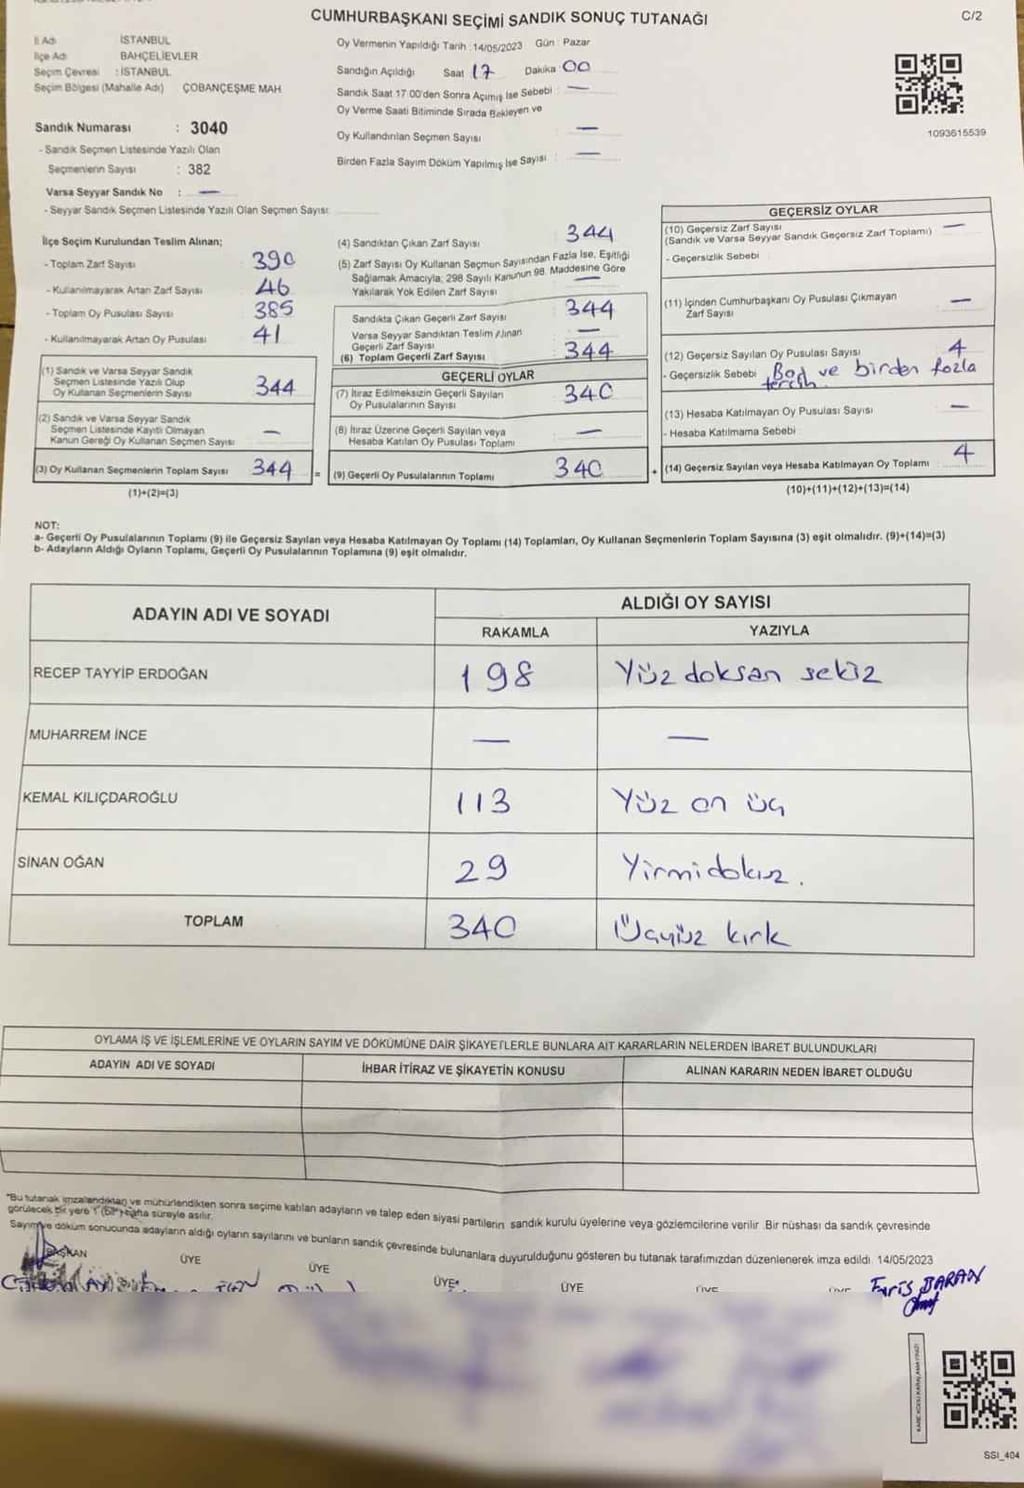 CUMHURBAŞKANI SEÇİMİ SANDIK SONUÇ TUTANAĞI
C/2
İl Adı İSTANBUL
İlçe Adı BAHÇELİEVLER
Seçim Çevresi : İSTANBUL
Seçim Bölgesi (Mahalle Adı) ÇOBANÇEŞME MAH
Sandık Numarası : 3040
- Sandık Seçmen Listesinde Yazılı Olan
Seçmenlerin Sayısı : 382
Varsa Seyyar Sandık No : —
- Seyyar Sandık Seçmen Listesinde Yazılı Olan Seçmen Sayısı:
Oy Vermenin Yapıldığı Tarih : 14/05/2023 Gün : Pazar
Sandığın Açıldığı Saat 17 Dakika 00
Sandık Saat 17.00'den Sonra Açımış İse Sebebi : —
Oy Verme Saati Bitiminde Sırada Bekleyen ve
Oy Kullandırılan Seçmen Sayısı : —
Birden Fazla Sayım Döküm Yapılmış İse Sayısı : —
1093615539
İlçe Seçim Kurulundan Teslim Alınan;
- Toplam Zarf Sayısı 390
- Kullanılmayarak Artan Zarf Sayısı 46
- Toplam Oy Pusulası Sayısı 385
- Kullanılmayarak Artan Oy Pusulası 41
(1) Sandık ve Varsa Seyyar Sandık
Seçmen Listesinde Yazılı Olup
Oy Kullanan Seçmenlerin Sayısı 344
(2) Sandık ve Varsa Seyyar Sandık
Seçmen Listesinde Kayıtlı Olmayan
Kanun Gereği Oy Kullanan Seçmen Sayısı —
(3) Oy Kullanan Seçmenlerin Toplam Sayısı 344 =
(1)+(2)=(3)
(4) Sandıktan Çıkan Zarf Sayısı 344
(5) Zarf Sayısı Oy Kullanan Seçmen Sayısından Fazla İse, Eşitliği
Sağlamak Amacıyla; 298 Sayılı Kanunun 98. Maddesine Göre
Yakılarak Yok Edilen Zarf Sayısı —
Sandıkta Çıkan Geçerli Zarf Sayısı 344
Varsa Seyyar Sandıktan Teslim Alınan
Geçerli Zarf Sayısı —
(6) Toplam Geçerli Zarf Sayısı 344
GEÇERLİ OYLAR
(7) İtiraz Edilmeksizin Geçerli Sayılan
Oy Pusulalarının Sayısı 340
(8) İtiraz Üzerine Geçerli Sayılan veya
Hesaba Katılan Oy Pusulası Toplamı —
(9) Geçerli Oy Pusulalarının Toplamı 340 +
GEÇERSİZ OYLAR
(10) Geçersiz Zarf Sayısı
(Sandık ve Varsa Seyyar Sandık Geçersiz Zarf Toplamı) —
- Geçersizlik Sebebi
(11) İçinden Cumhurbaşkanı Oy Pusulası Çıkmayan
Zarf Sayısı —
(12) Geçersiz Sayılan Oy Pusulası Sayısı 4
- Geçersizlik Sebebi Boş ve birden fazla
tercih
(13) Hesaba Katılmayan Oy Pusulası Sayısı —
- Hesaba Katılmama Sebebi
(14) Geçersiz Sayılan veya Hesaba Katılmayan Oy Toplamı 4
(10)+(11)+(12)+(13)=(14)
NOT:
a- Geçerli Oy Pusulalarının Toplamı (9) ile Geçersiz Sayılan veya Hesaba Katılmayan Oy Toplamı (14) Toplamları, Oy Kullanan Seçmenlerin Toplam Sayısına (3) eşit olmalıdır. (9)+(14)=(3)
b- Adayların Aldığı Oyların Toplamı, Geçerli Oy Pusulalarının Toplamına (9) eşit olmalıdır.
ADAYIN ADI VE SOYADI ALDIĞI OY SAYISI
RAKAMLA YAZIYLA
RECEP TAYYİP ERDOĞAN 198 Yüz doksan sekiz
MUHARREM İNCE — —
KEMAL KILIÇDAROĞLU 113 Yüz on üç
SİNAN OĞAN 29 Yirmidokuz.
TOPLAM 340 Üçyüz kırk
OYLAMA İŞ VE İŞLEMLERİNE VE OYLARIN SAYIM VE DÖKÜMÜNE DAİR ŞİKAYETLERLE BUNLARA AİT KARARLARIN NELERDEN İBARET BULUNDUKLARI
ADAYIN ADI VE SOYADI İHBAR İTİRAZ VE ŞİKAYETİN KONUSU ALINAN KARARIN NEDEN İBARET OLDUĞU
"Bu tutanak imzalandıktan ve mühürlendikten sonra seçime katılan adayların ve talep eden siyasi partilerin sandık kurulu üyelerine veya gözlemcilerine verilir. Bir nüshası da sandık çevresinde
görülecek bir yere 1 (bir) hafta süreyle asılır.
Sayım ve döküm sonucunda adayların aldığı oyların sayılarını ve bunların sandık çevresinde bulunanlara duyurulduğunu gösteren bu tutanak tarafımızdan düzenlenerek imza edildi. 14/05/2023
BAŞKAN ÜYE ÜYE ÜYE ÜYE ÜYE
Faris BARAN
SSI_404